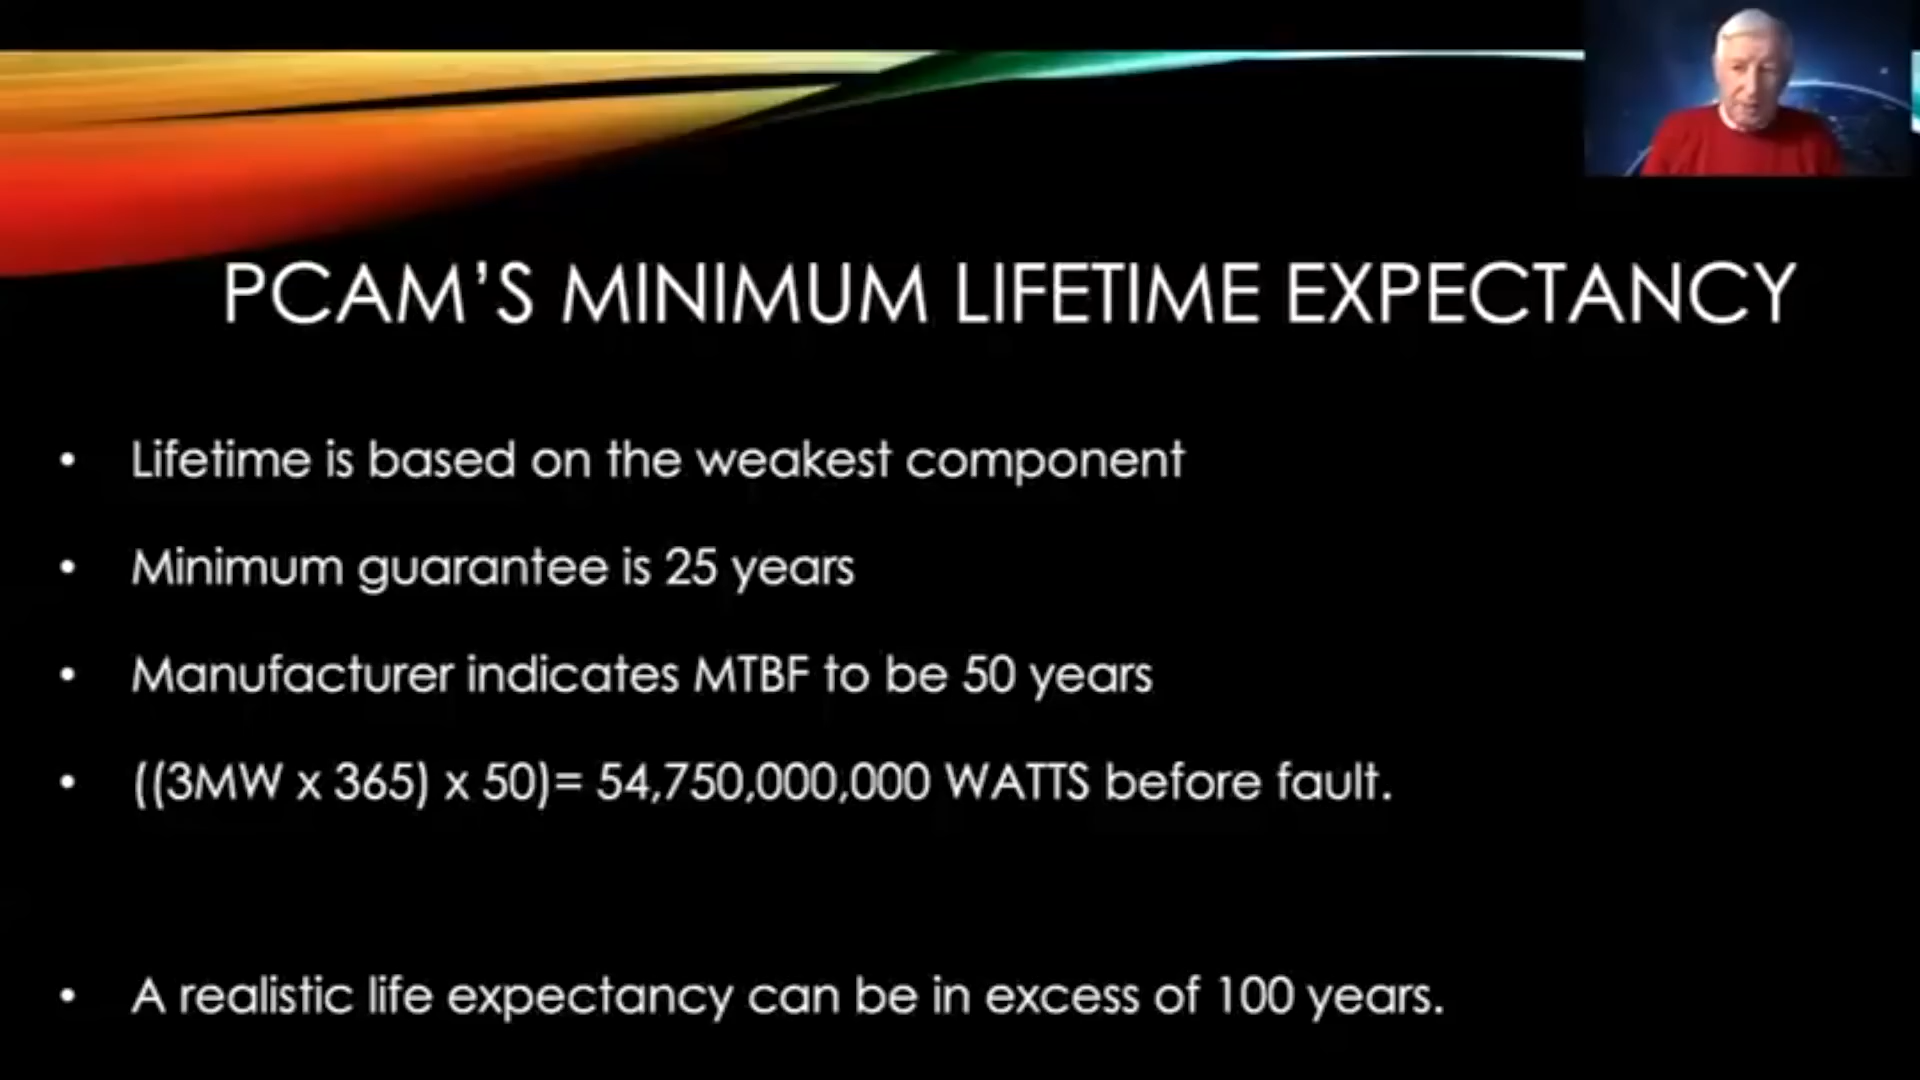 PCAM’S MINIMUM LIFETIME EXPECTANCY
• Lifetime is based on the weakest component
• Minimum guarantee is 25 years
• Manufacturer indicates MTBF to be 50 years
• ((3MW x 365) x 50)= 54,750,000,000 WATTS before fault.
• A realistic life expectancy can be in excess of 100 years.